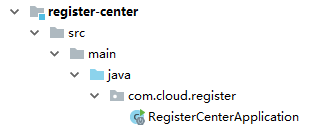 register-center
src
main
java
com.cloud.register
RegisterCenterApplication